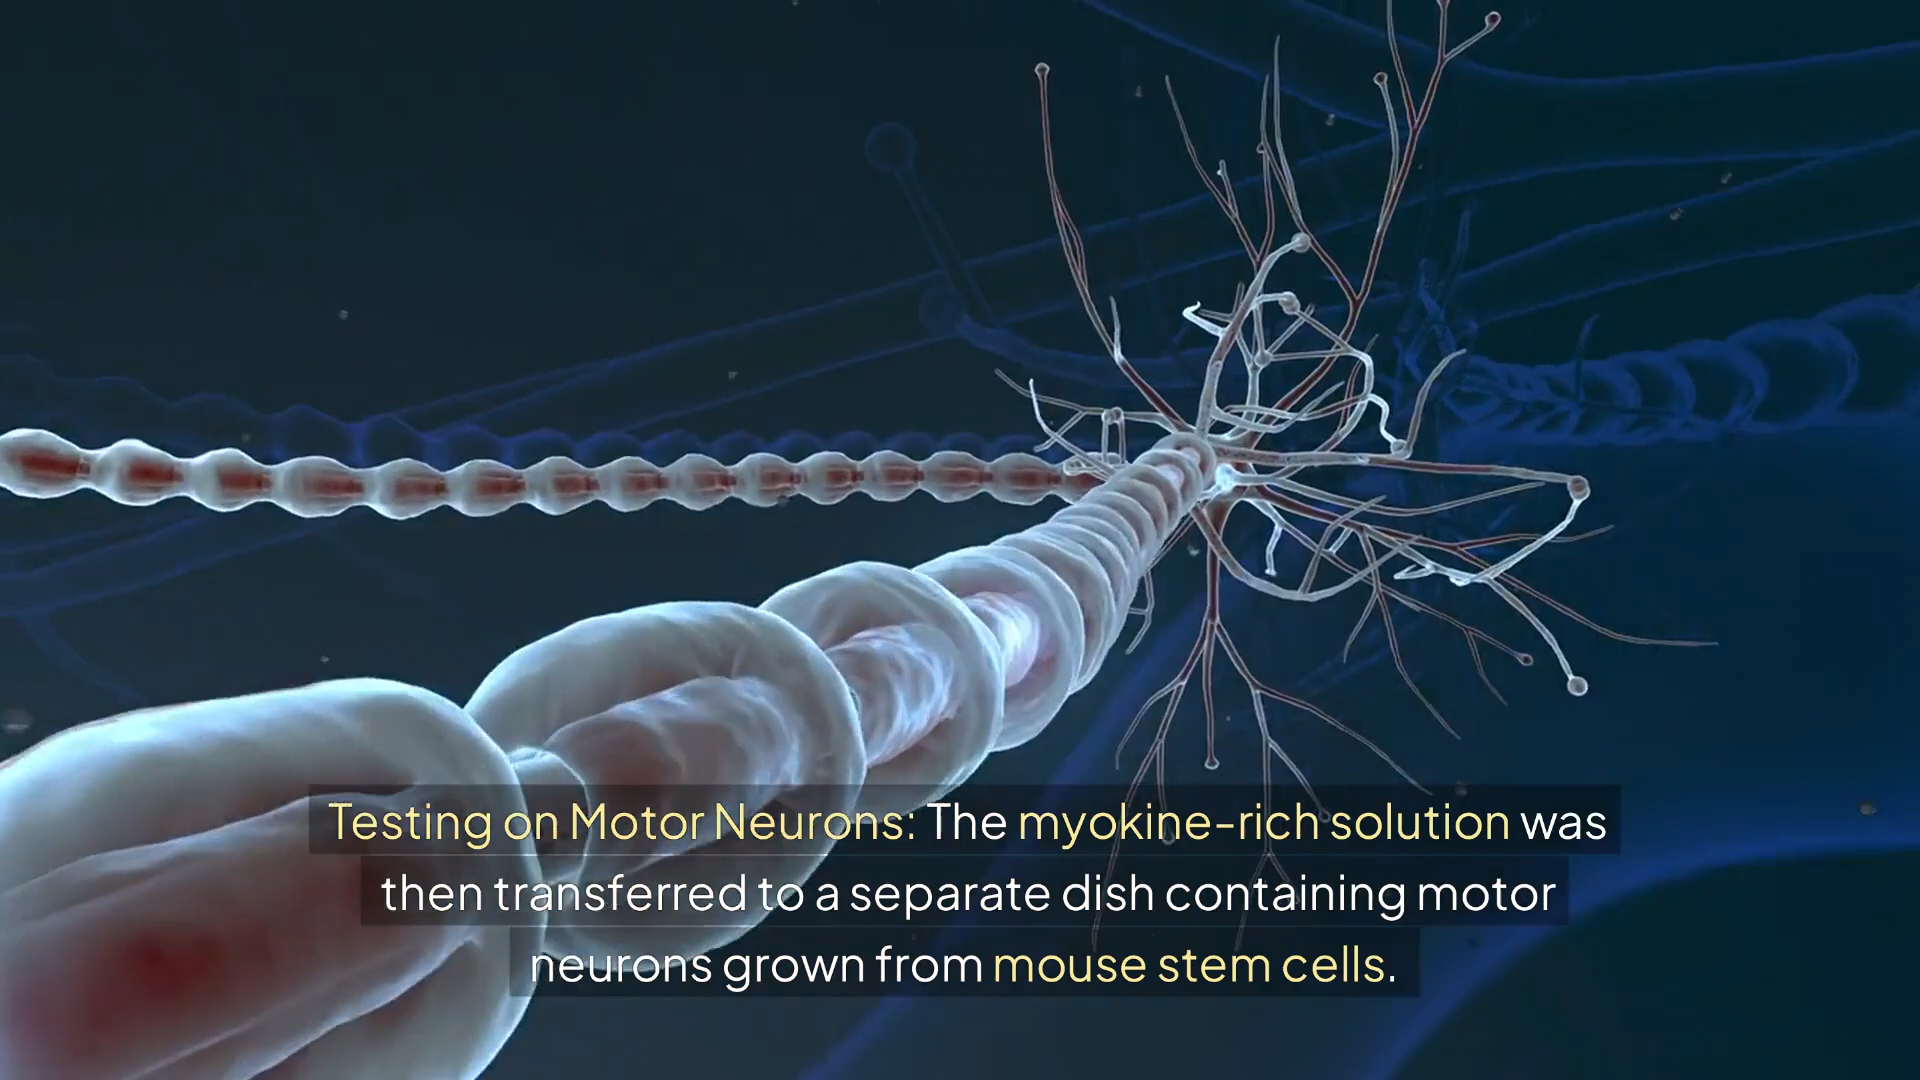 Testing on Motor Neurons: The myokine-rich solution was
then transferred to a separate dish containing motor
neurons grown from mouse stem cells.